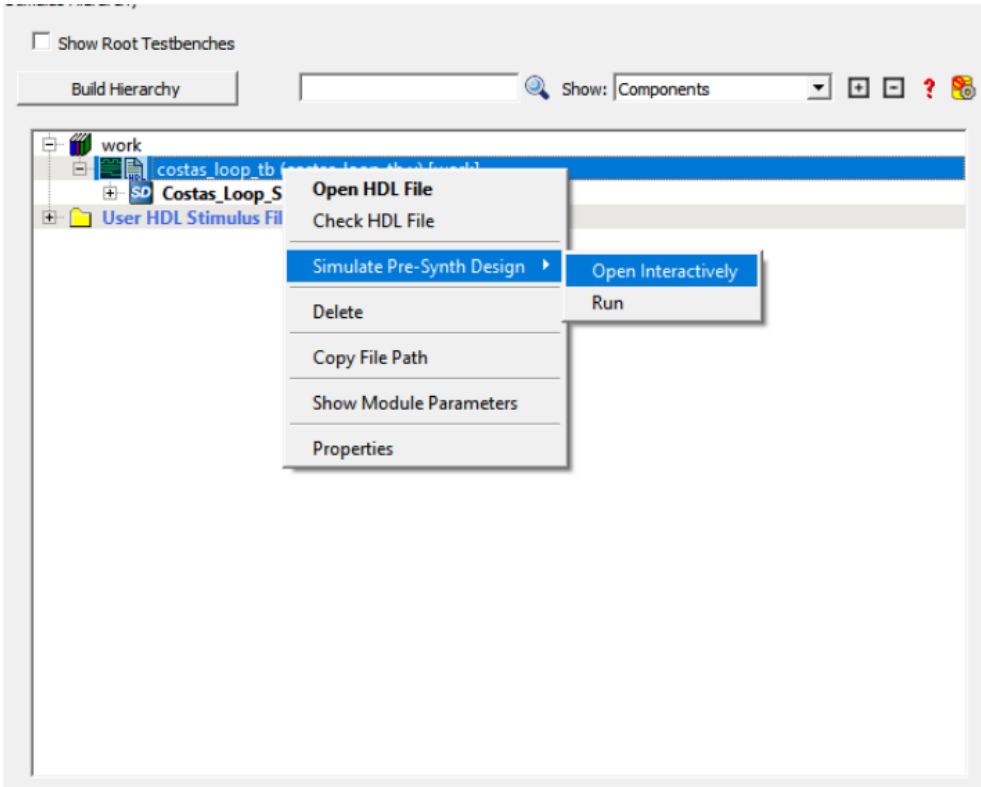 Show Root Testbenches
Build Hierarchy
Show: Components
work
costas_loop_tb
Costas_Loop_S
User HDL Stimulus Fil
Open HDL File
Check HDL File
Simulate Pre-Synth Design
Delete
Copy File Path
Show Module Parameters
Properties
Open Interactively
Run